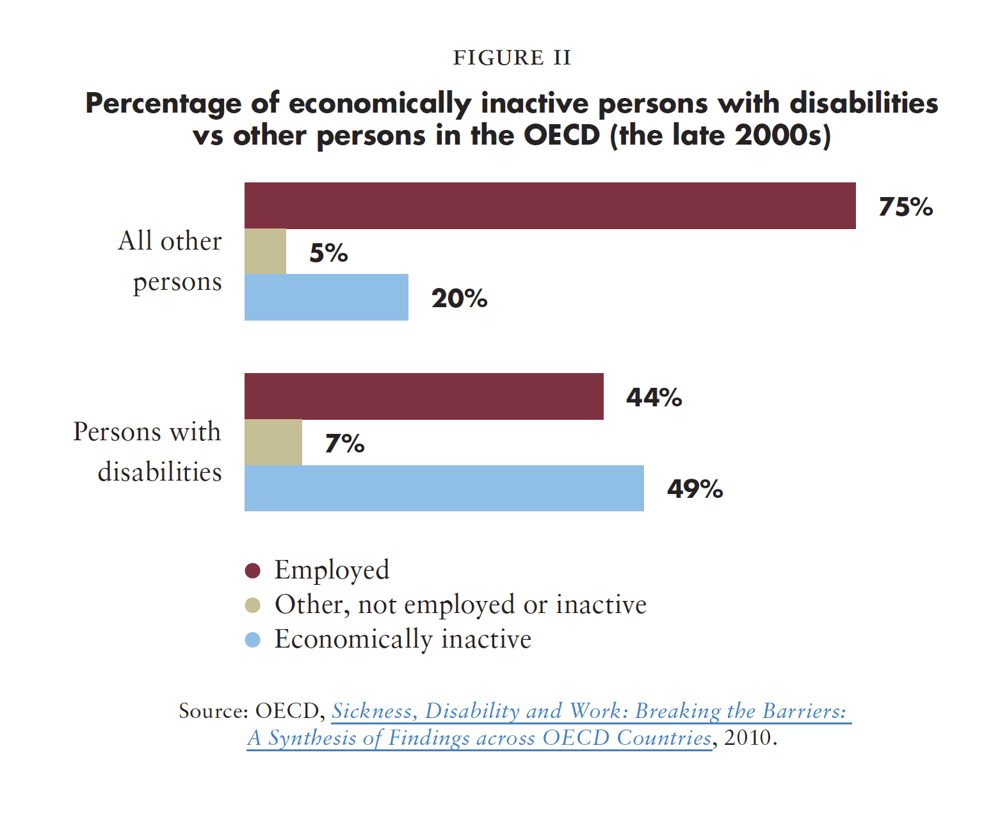 FIGURE II
Percentage of economically inactive persons with disabilities
vs other persons in the OECD (the late 2000s)
All other
persons
75%
5%
20%
Persons with
disabilities
44%
7%
49%
Employed
Other, not employed or inactive
Economically inactive
Source: OECD, Sickness, Disability and Work: Breaking the Barriers:
A Synthesis of Findings across OECD Countries, 2010.